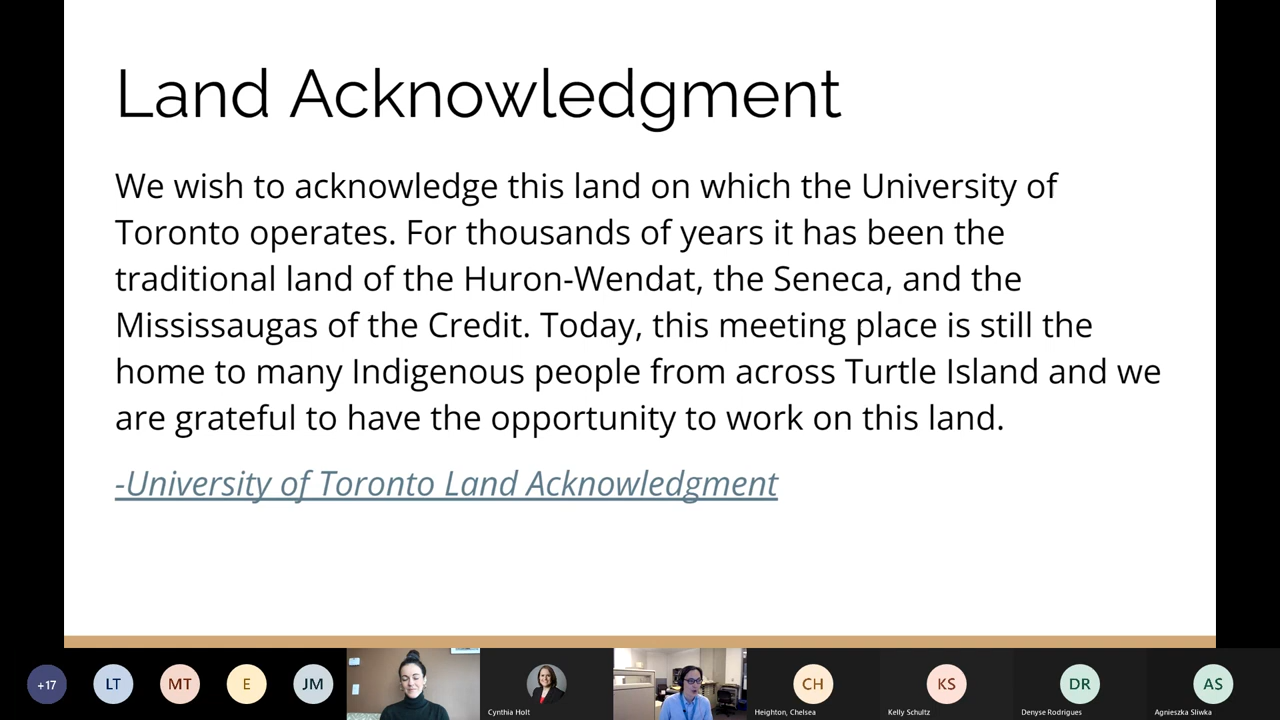 Land Acknowledgment
We wish to acknowledge this land on which the University of
Toronto operates. For thousands of years it has been the
traditional land of the Huron-Wendat, the Seneca, and the
Mississaugas of the Credit. Today, this meeting place is still the
home to many Indigenous people from across Turtle Island and we
are grateful to have the opportunity to work on this land.
-University of Toronto Land Acknowledgment
+17 LT MT E JM CH KS DR AS
Cynthia Holt Heighton, Chelsea Kelly Schultz Denyse Rodrigues Agnieszka Sliwka